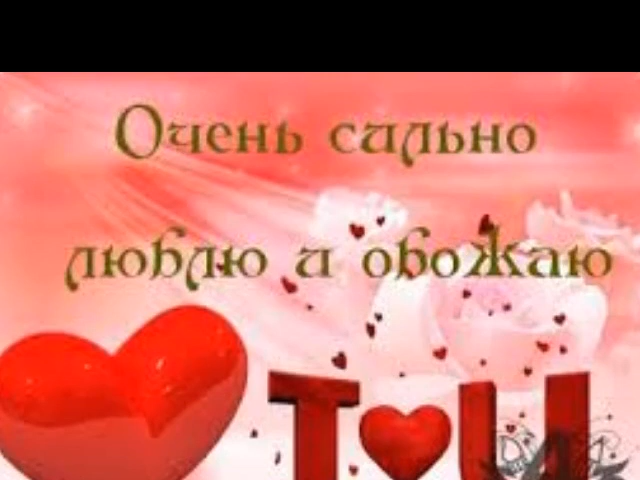 Очень сильно
люблю и обожаю